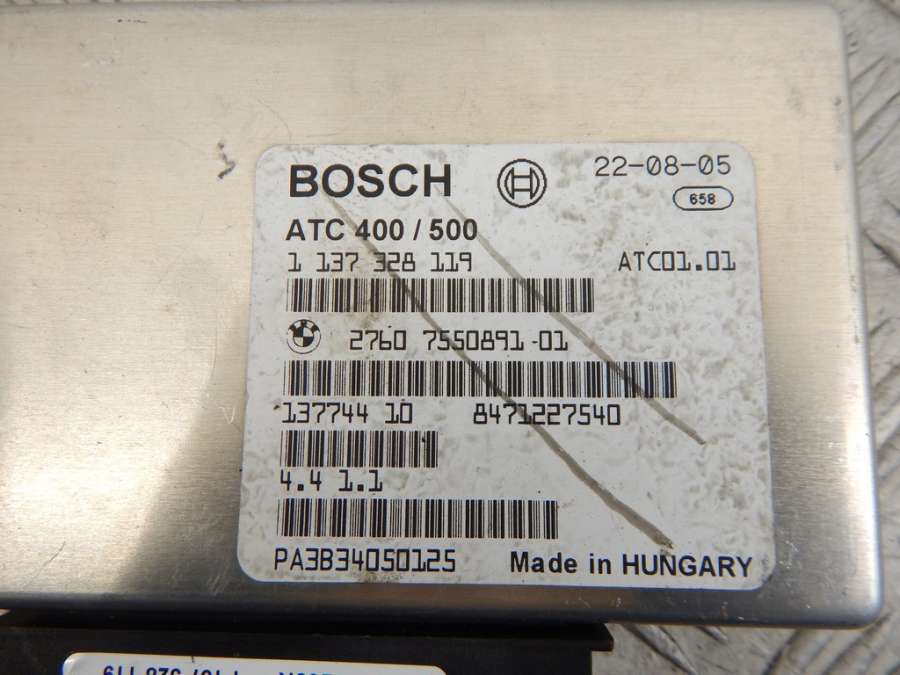 BOSCH 22-08-05
658
ATC 400 / 500
1 137 328 119 ATC01.01
2760 7550891-01
137744 10 8471227540
4.4 1.1
PA3B34050125 Made in HUNGARY